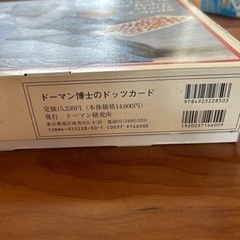 ドーマン博士のドッツカード
定価15,330円（本体価格14,600円）
発行　ドーマン研究所
ISBN4-925228-50-1 C0037 ¥14600E
9784925228503
1920037146009